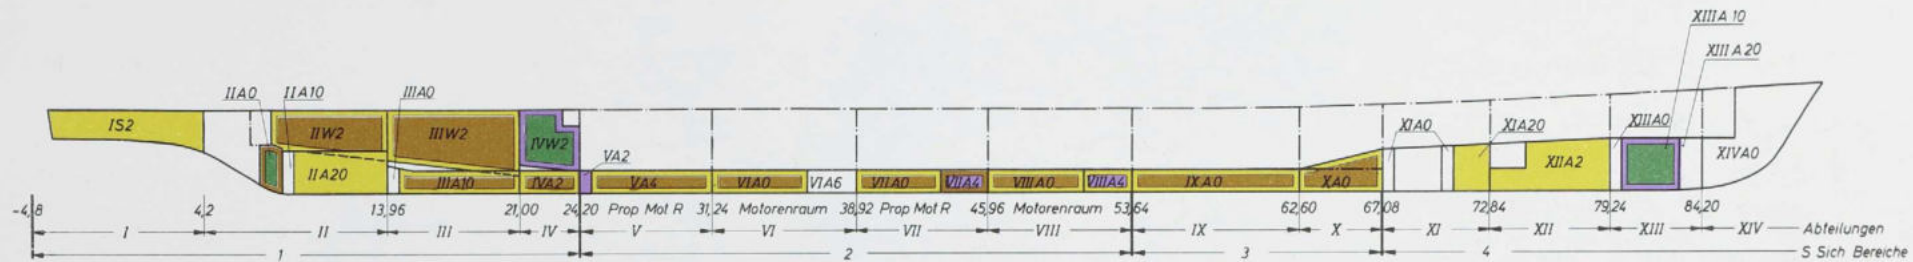 XIIIA 10
XIIIA 20
IIA0 IIA10 IIIA0
IS2 IIW2 IIIW2 IVW2 VA2 XIA0 XIA20 XIIIA0
IIA20 IIIA10 IVA2 VA4 VIA0 VIA6 VIIA0 VIIA4 VIIIA0 VIIIA4 IXA0 XA0 XIIA2 XIVA0
-4,8 4,2 13,96 21,00 24,20 Prop Mot R 31,24 Motorenraum 38,92 Prop Mot R 45,96 Motorenraum 53,64 62,60 67,08 72,84 79,24 84,20
I II III IV V VI VII VIII IX X XI XII XIII XIV Abteilungen
1 2 3 4 S Sich Bereiche